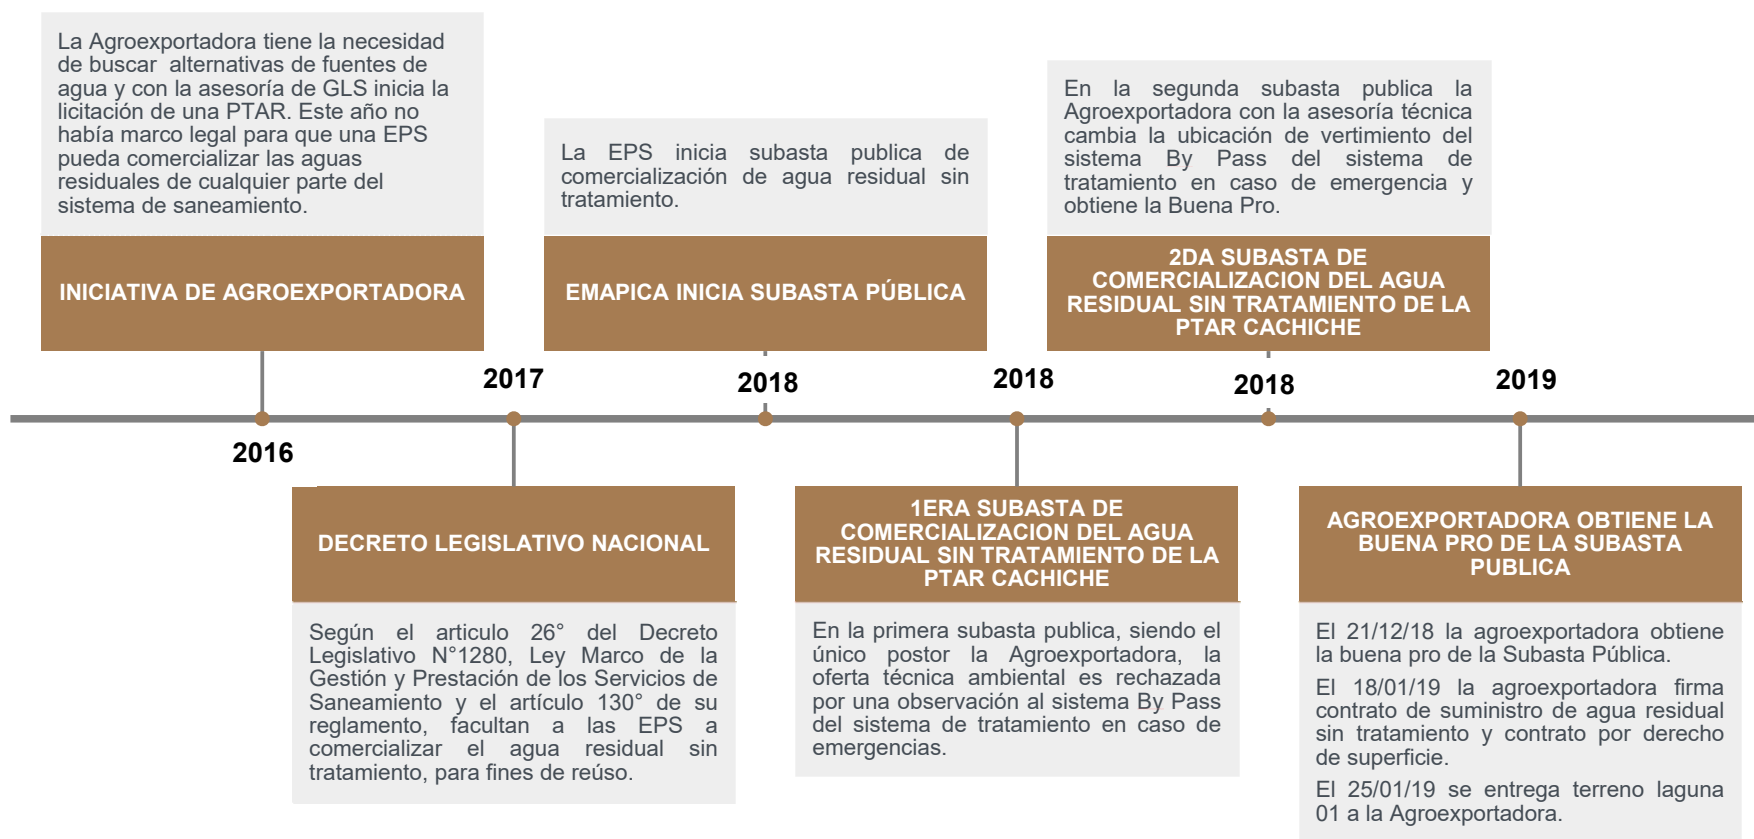 La Agroexportadora tiene la necesidad
de buscar alternativas de fuentes de
agua y con la asesoría de GLS inicia la
licitación de una PTAR. Este año no
había marco legal para que una EPS
pueda comercializar las aguas
residuales de cualquier parte del
sistema de saneamiento.
INICIATIVA DE AGROEXPORTADORA
2016
2017
DECRETO LEGISLATIVO NACIONAL
Según el articulo 26° del Decreto
Legislativo N°1280, Ley Marco de la
Gestión y Prestación de los Servicios de
Saneamiento y el artículo 130° de su
reglamento, facultan a las EPS a
comercializar el agua residual sin
tratamiento, para fines de reúso.
La EPS inicia subasta publica de
comercialización de agua residual sin
tratamiento.
EMAPICA INICIA SUBASTA PÚBLICA
2018
2018
1ERA SUBASTA DE
COMERCIALIZACION DEL AGUA
RESIDUAL SIN TRATAMIENTO DE LA
PTAR CACHICHE
En la primera subasta publica, siendo el
único postor la Agroexportadora, la
oferta técnica ambiental es rechazada
por una observación al sistema By Pass
del sistema de tratamiento en caso de
emergencias.
En la segunda subasta publica la
Agroexportadora con la asesoría técnica
cambia la ubicación de vertimiento del
sistema By Pass del sistema de
tratamiento en caso de emergencia y
obtiene la Buena Pro.
2DA SUBASTA DE
COMERCIALIZACION DEL AGUA
RESIDUAL SIN TRATAMIENTO DE LA
PTAR CACHICHE
2018
2019
AGROEXPORTADORA OBTIENE LA
BUENA PRO DE LA SUBASTA
PUBLICA
El 21/12/18 la agroexportadora obtiene
la buena pro de la Subasta Pública.
El 18/01/19 la agroexportadora firma
contrato de suministro de agua residual
sin tratamiento y contrato por derecho
de superficie.
El 25/01/19 se entrega terreno laguna
01 a la Agroexportadora.